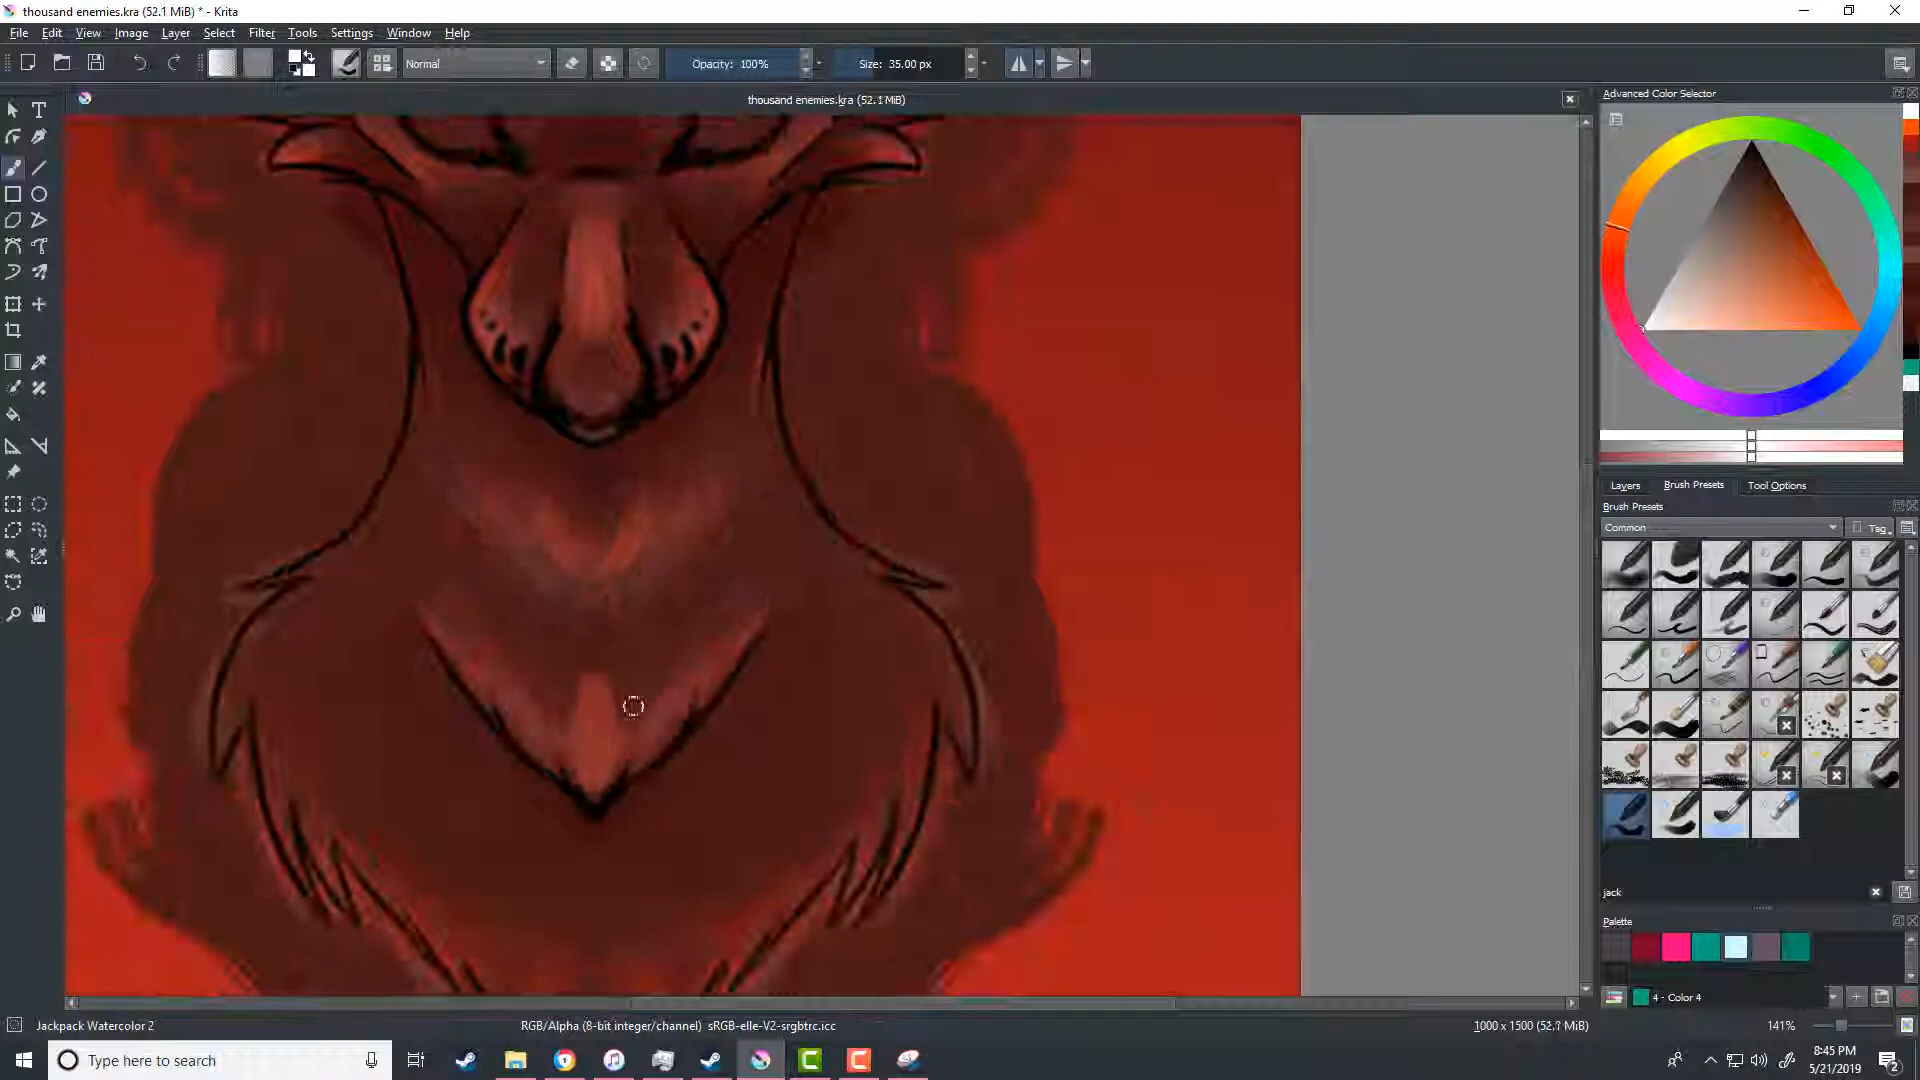 thousand enemies.kra (52.1 MiB) * - Krita
File Edit View Image Layer Select Filter Tools Settings Window Help
Normal Opacity: 100% Size: 35.00 px
thousand enemies.kra (52.1 MiB)
Advanced Color Selector
Layers Brush Presets Tool Options
Brush Presets
Common Tag
jack
Palette
4 - Color 4
Jackpack Watercolor 2 RGB/Alpha (8-bit integer/channel) sRGB-elle-V2-srgbtrc.icc 1000 x 1500 (52.1 MiB) 141%
Type here to search
8:45 PM
5/21/2019
2